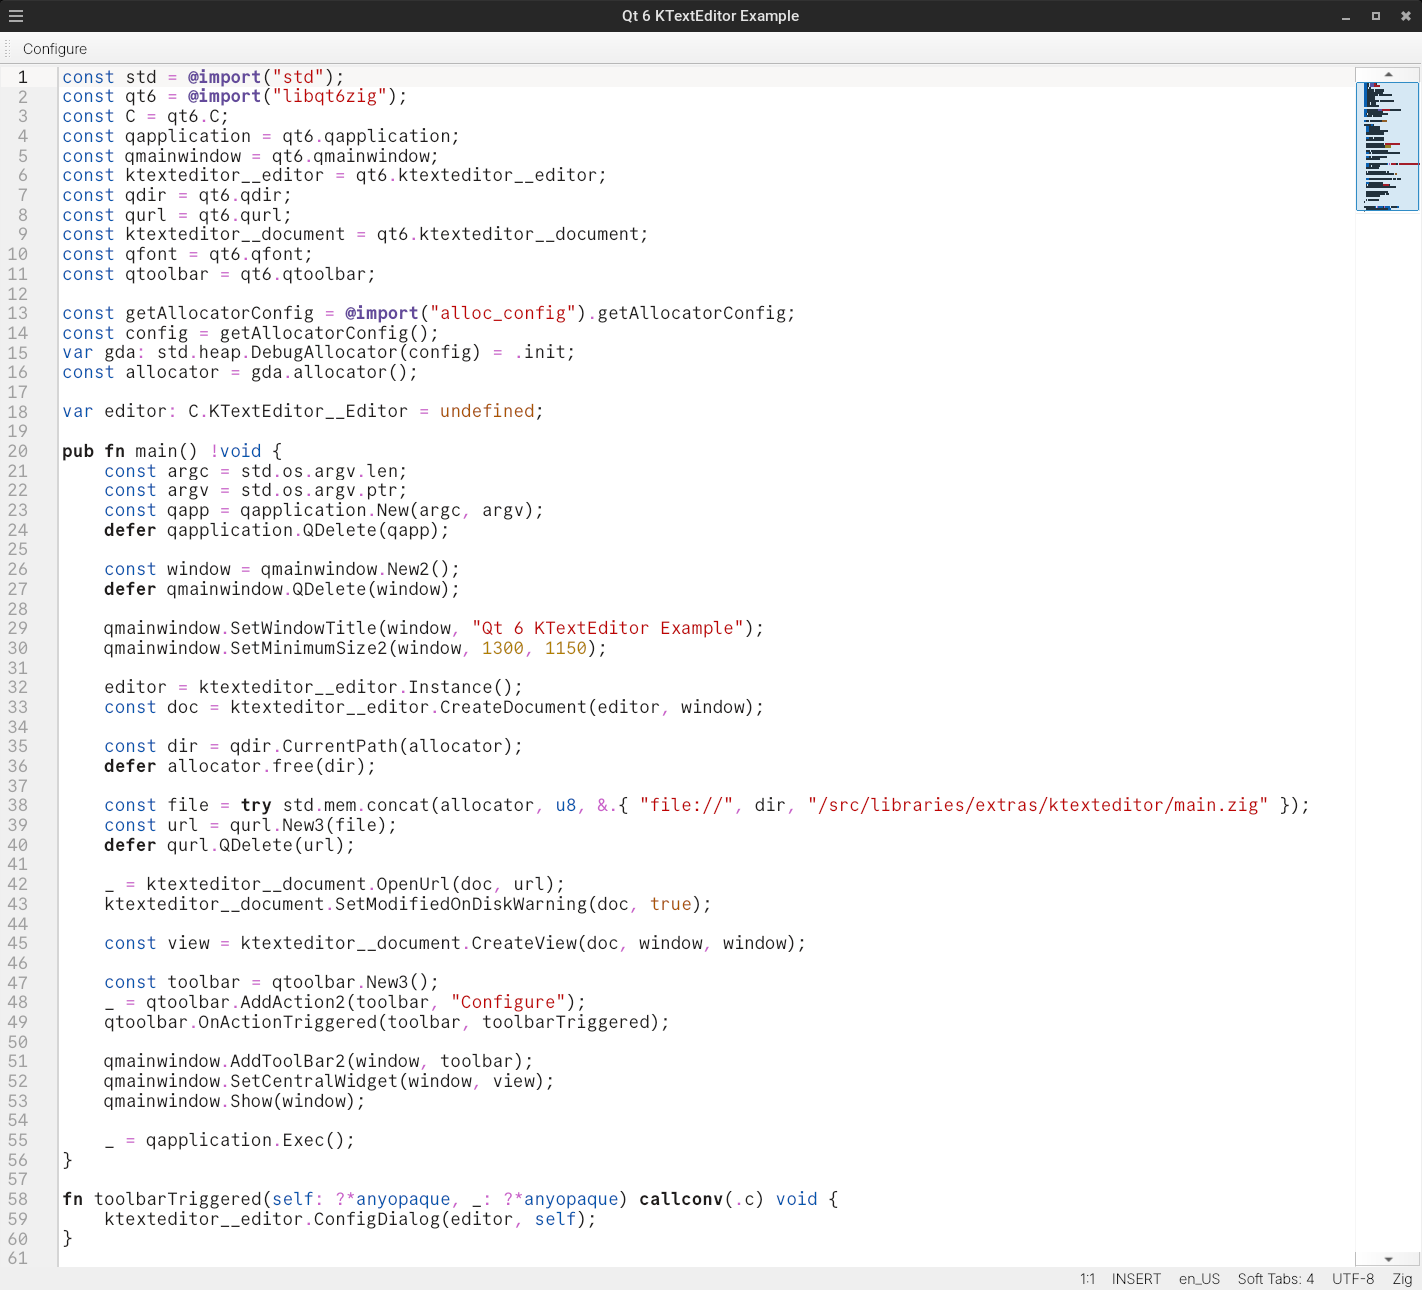 Qt 6 KTextEditor Example
Configure
1 const std = @import("std");
2 const qt6 = @import("libqt6zig");
3 const C = qt6.C;
4 const qapplication = qt6.qapplication;
5 const qmainwindow = qt6.qmainwindow;
6 const ktexteditor__editor = qt6.ktexteditor__editor;
7 const qdir = qt6.qdir;
8 const qurl = qt6.qurl;
9 const ktexteditor__document = qt6.ktexteditor__document;
10 const qfont = qt6.qfont;
11 const qtoolbar = qt6.qtoolbar;
12
13 const getAllocatorConfig = @import("alloc_config").getAllocatorConfig;
14 const config = getAllocatorConfig();
15 var gda: std.heap.DebugAllocator(config) = .init;
16 const allocator = gda.allocator();
17
18 var editor: C.KTextEditor__Editor = undefined;
19
20 pub fn main() !void {
21     const argc = std.os.argv.len;
22     const argv = std.os.argv.ptr;
23     const qapp = qapplication.New(argc, argv);
24     defer qapplication.QDelete(qapp);
25
26     const window = qmainwindow.New2();
27     defer qmainwindow.QDelete(window);
28
29     qmainwindow.SetWindowTitle(window, "Qt 6 KTextEditor Example");
30     qmainwindow.SetMinimumSize2(window, 1300, 1150);
31
32     editor = ktexteditor__editor.Instance();
33     const doc = ktexteditor__editor.CreateDocument(editor, window);
34
35     const dir = qdir.CurrentPath(allocator);
36     defer allocator.free(dir);
37
38     const file = try std.mem.concat(allocator, u8, &.{ "file://", dir, "/src/libraries/extras/ktexteditor/main.zig" });
39     const url = qurl.New3(file);
40     defer qurl.QDelete(url);
41
42     _ = ktexteditor__document.OpenUrl(doc, url);
43     ktexteditor__document.SetModifiedOnDiskWarning(doc, true);
44
45     const view = ktexteditor__document.CreateView(doc, window, window);
46
47     const toolbar = qtoolbar.New3();
48     _ = qtoolbar.AddAction2(toolbar, "Configure");
49     qtoolbar.OnActionTriggered(toolbar, toolbarTriggered);
50
51     qmainwindow.AddToolBar2(window, toolbar);
52     qmainwindow.SetCentralWidget(window, view);
53     qmainwindow.Show(window);
54
55     _ = qapplication.Exec();
56 }
57
58 fn toolbarTriggered(self: ?*anyopaque, _: ?*anyopaque) callconv(.c) void {
59     ktexteditor__editor.ConfigDialog(editor, self);
60 }
61
1:1 INSERT en_US Soft Tabs: 4 UTF-8 Zig